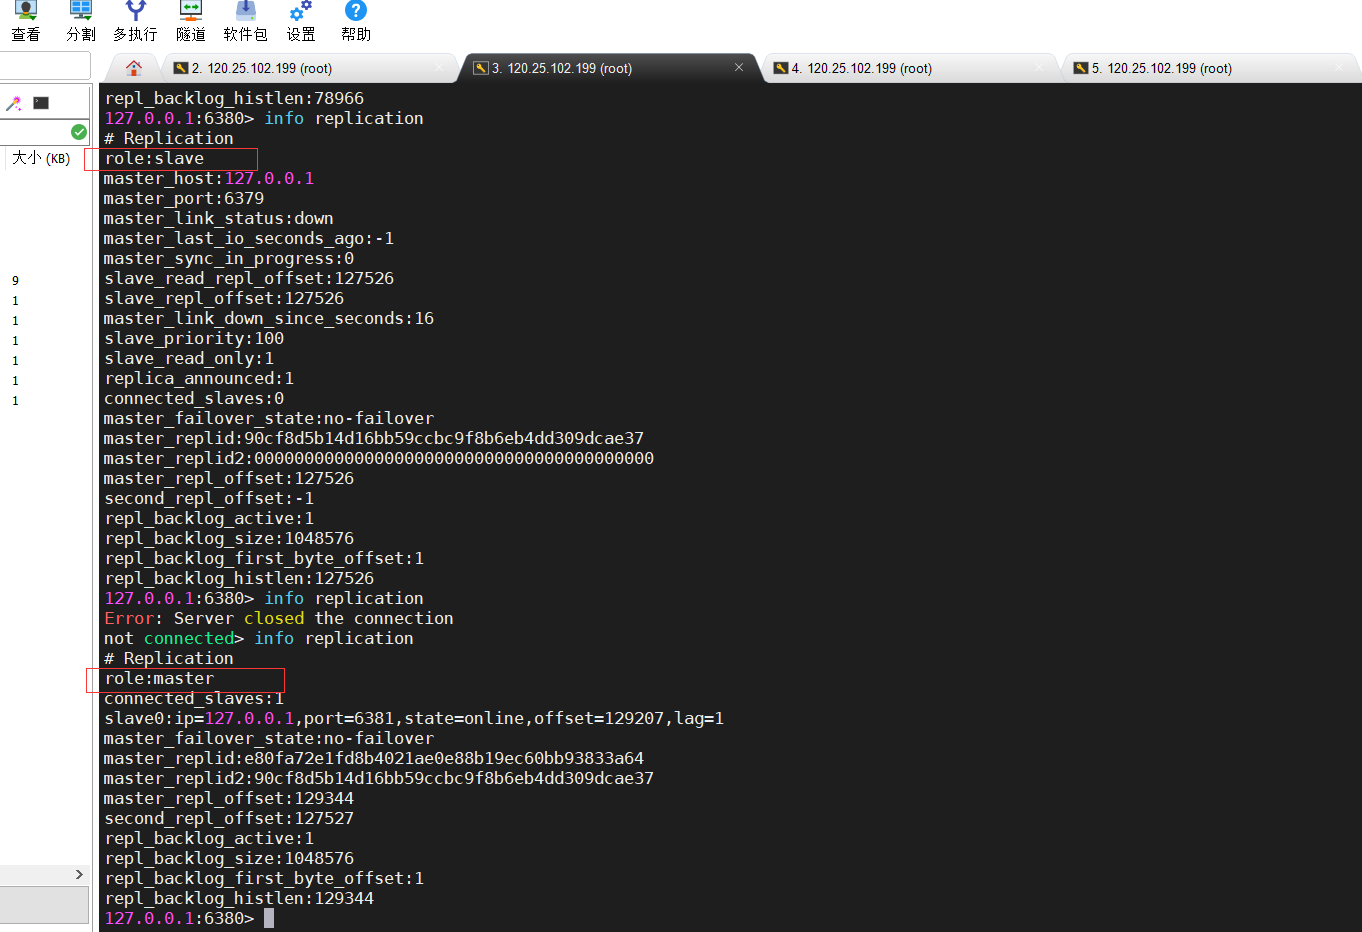 查看 分割 多执行 隧道 软件包 设置 帮助
2. 120.25.102.199 (root) 3. 120.25.102.199 (root) 4. 120.25.102.199 (root) 5. 120.25.102.199 (root)
repl_backlog_histlen:78966
127.0.0.1:6380> info replication
# Replication
大小 (KB)
role:slave
master_host:127.0.0.1
master_port:6379
master_link_status:down
master_last_io_seconds_ago:-1
master_sync_in_progress:0
9
slave_read_repl_offset:127526
1
slave_repl_offset:127526
1
master_link_down_since_seconds:16
1
slave_priority:100
1
slave_read_only:1
1
replica_announced:1
1
connected_slaves:0
master_failover_state:no-failover
master_replid:90cf8d5b14d16bb59ccbc9f8b6eb4dd309dcae37
master_replid2:0000000000000000000000000000000000000000
master_repl_offset:127526
second_repl_offset:-1
repl_backlog_active:1
repl_backlog_size:1048576
repl_backlog_first_byte_offset:1
repl_backlog_histlen:127526
127.0.0.1:6380> info replication
Error: Server closed the connection
not connected> info replication
# Replication
role:master
connected_slaves:1
slave0:ip=127.0.0.1,port=6381,state=online,offset=129207,lag=1
master_failover_state:no-failover
master_replid:e80fa72e1fd8b4021ae0e88b19ec60bb93833a64
master_replid2:90cf8d5b14d16bb59ccbc9f8b6eb4dd309dcae37
master_repl_offset:129344
second_repl_offset:127527
repl_backlog_active:1
repl_backlog_size:1048576
repl_backlog_first_byte_offset:1
repl_backlog_histlen:129344
127.0.0.1:6380>